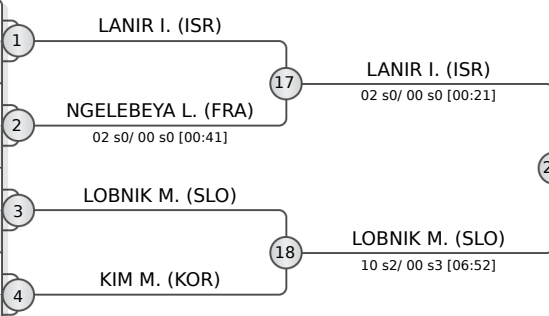 LANIR I. (ISR)
1
17
LANIR I. (ISR)
02 s0/ 00 s0 [00:21]
NGELEBEYA L. (FRA)
2
02 s0/ 00 s0 [00:41]
2
LOBNIK M. (SLO)
3
18
LOBNIK M. (SLO)
10 s2/ 00 s3 [06:52]
KIM M. (KOR)
4